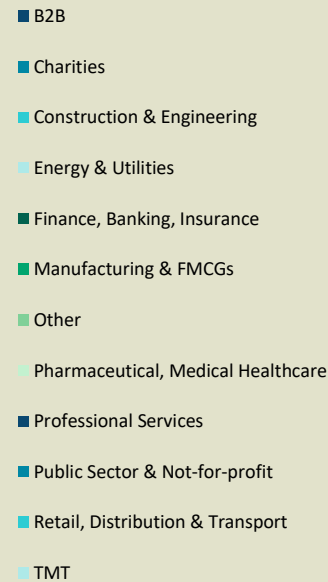 B2B
Charities
Construction & Engineering
Energy & Utilities
Finance, Banking, Insurance
Manufacturing & FMCGs
Other
Pharmaceutical, Medical Healthcare
Professional Services
Public Sector & Not-for-profit
Retail, Distribution & Transport
TMT